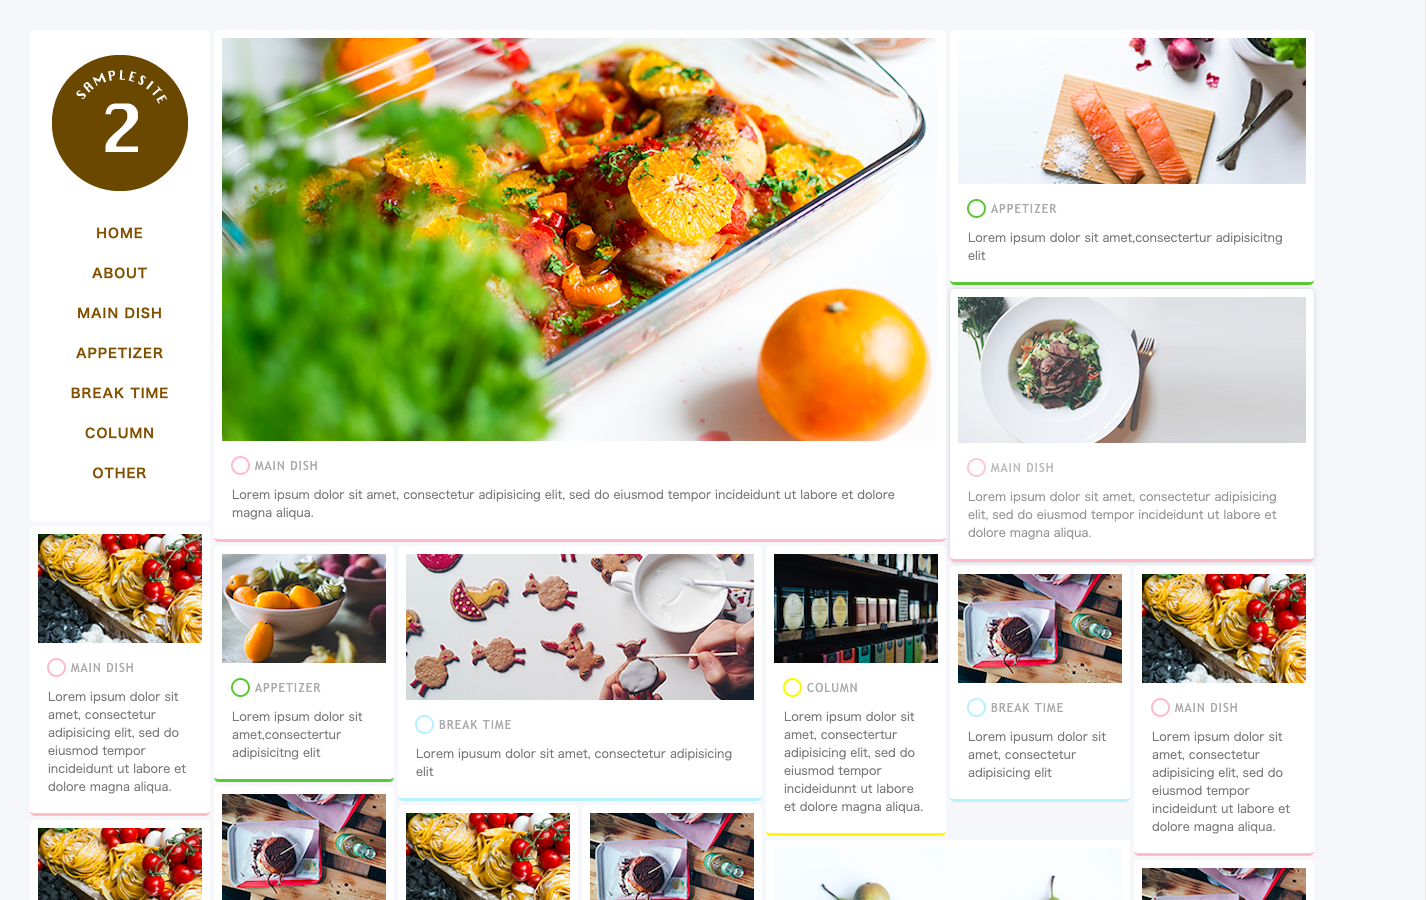 SAMPLESITE
2
HOME
ABOUT
MAIN DISH
APPETIZER
BREAK TIME
COLUMN
OTHER
MAIN DISH
Lorem ipsum dolor sit amet, consectetur adipisicing elit, sed do eiusmod tempor incideidunt ut labore et dolore
magna aliqua.
APPETIZER
Lorem ipsum dolor sit amet,consectertur adipisicitng
elit
MAIN DISH
Lorem ipsum dolor sit amet, consectetur adipisicing
elit, sed do eiusmod tempor incideidunt ut labore et
dolore magna aliqua.
MAIN DISH
Lorem ipsum dolor sit
amet, consectetur
adipisicing elit, sed do
eiusmod tempor
incideidunt ut labore et
dolore magna aliqua.
APPETIZER
Lorem ipsum dolor sit
amet,consectertur
adipisicitng elit
BREAK TIME
Lorem ipusum dolor sit amet, consectetur adipisicing
elit
COLUMN
Lorem ipsum dolor sit
amet, consectertur
adipisicing elit, sed do
eiusmod tempor
incideidunnt ut labore
et dolore magna aliqua.
BREAK TIME
Lorem ipusum dolor sit
amet, consectetur
adipisicing elit
MAIN DISH
Lorem ipsum dolor sit
amet, consectetur
adipisicing elit, sed do
eiusmod tempor
incideidunt ut labore et
dolore magna aliqua.